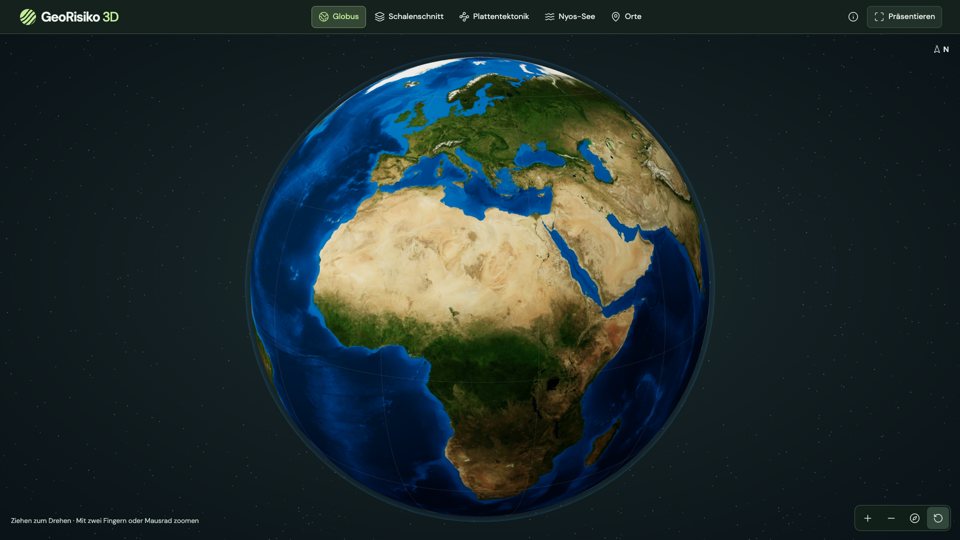 GeoRisiko 3D
Globus
Schalenschnitt
Plattentektonik
Nyos-See
Orte
Präsentieren
N
Ziehen zum Drehen · Mit zwei Fingern oder Mausrad zoomen